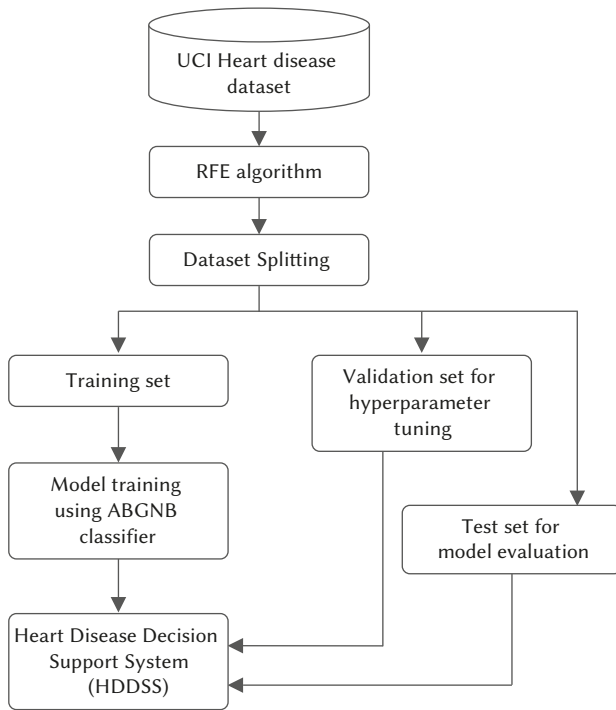 UCI Heart disease
dataset
RFE algorithm
Dataset Splitting
Training set
Validation set for
hyperparameter
tuning
Model training
using ABGNB
classifier
Test set for
model evaluation
Heart Disease Decision
Support System
(HDDSS)